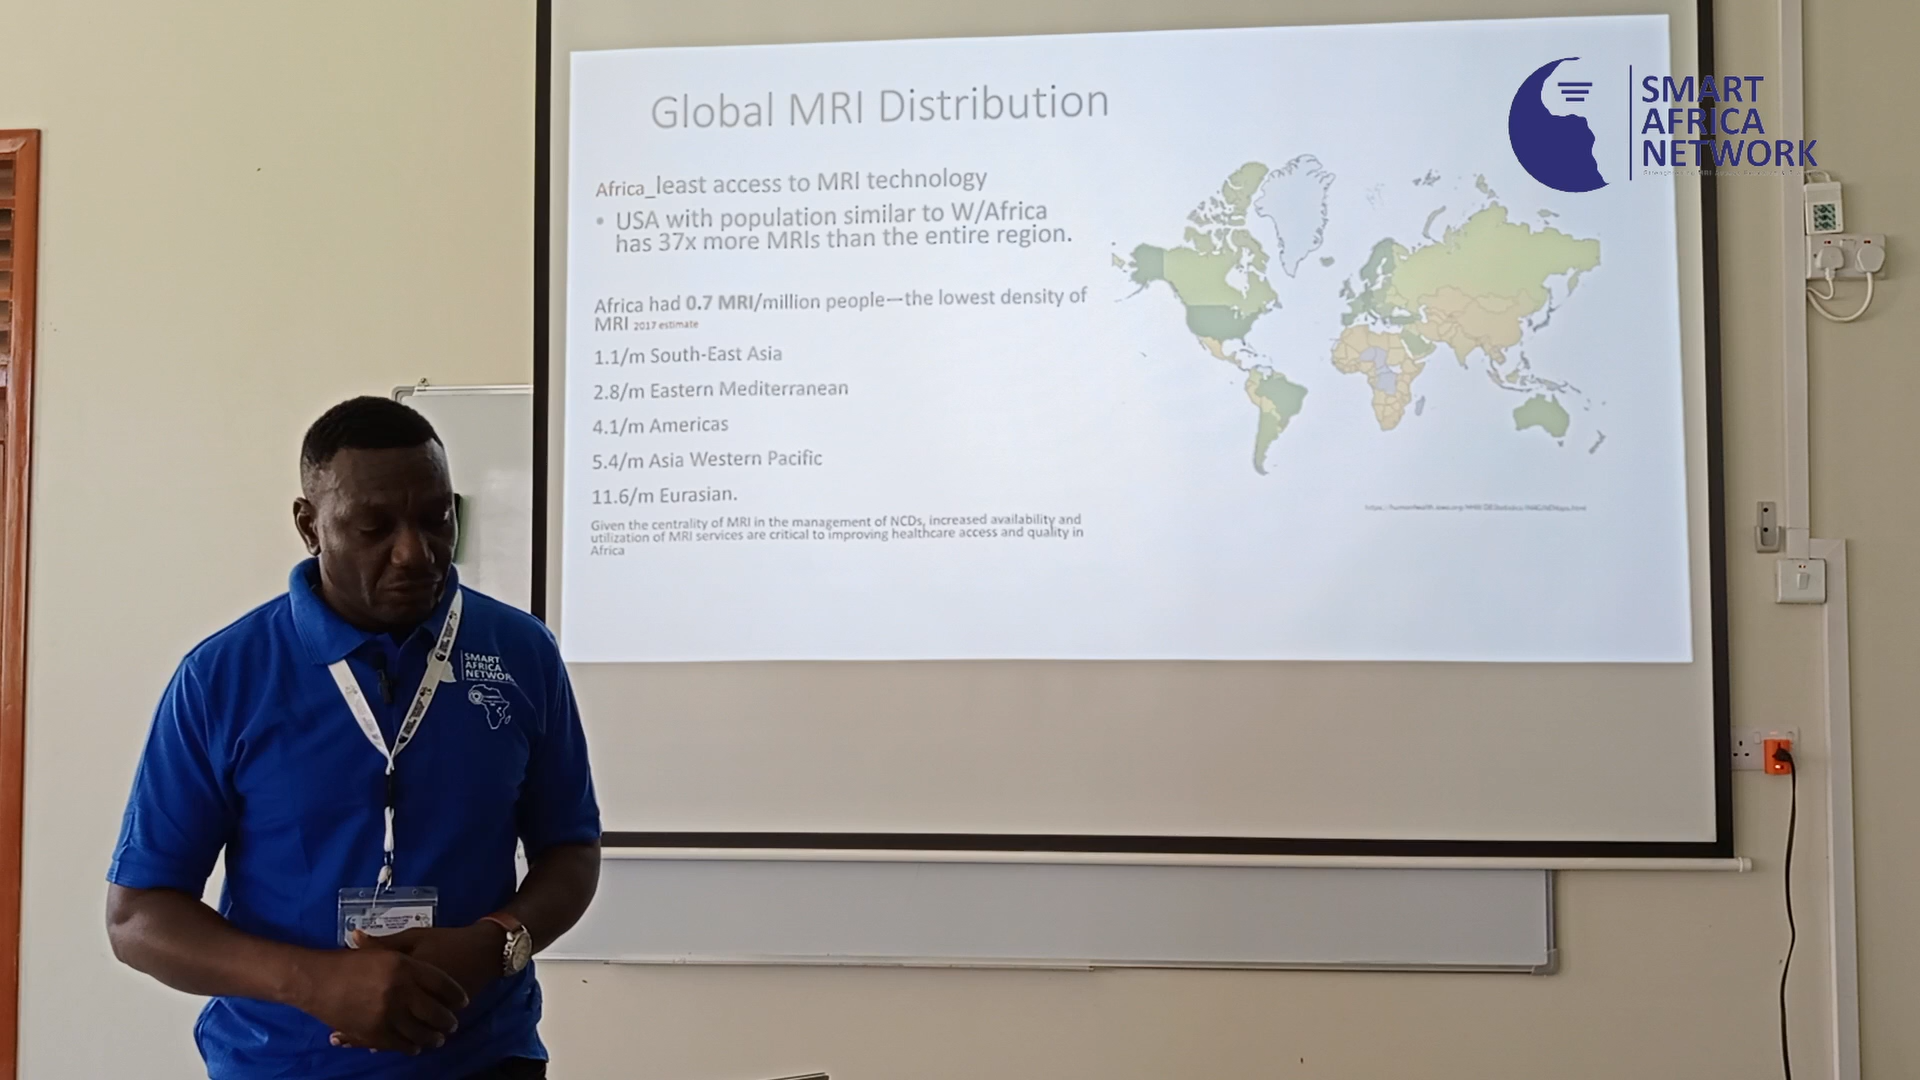 Global MRI Distribution
Africa_least access to MRI technology
• USA with population similar to W/Africa
has 37x more MRIs than the entire region.
Africa had 0.7 MRI/million people—the lowest density of
MRI 2017 estimate
1.1/m South-East Asia
2.8/m Eastern Mediterranean
4.1/m Americas
5.4/m Asia Western Pacific
11.6/m Eurasian.
Given the centrality of MRI in the management of NCDs, increased availability and
utilization of MRI services are critical to improving healthcare access and quality in
Africa
SMART
AFRICA
NETWORK
SMART
AFRICA
NETWOR